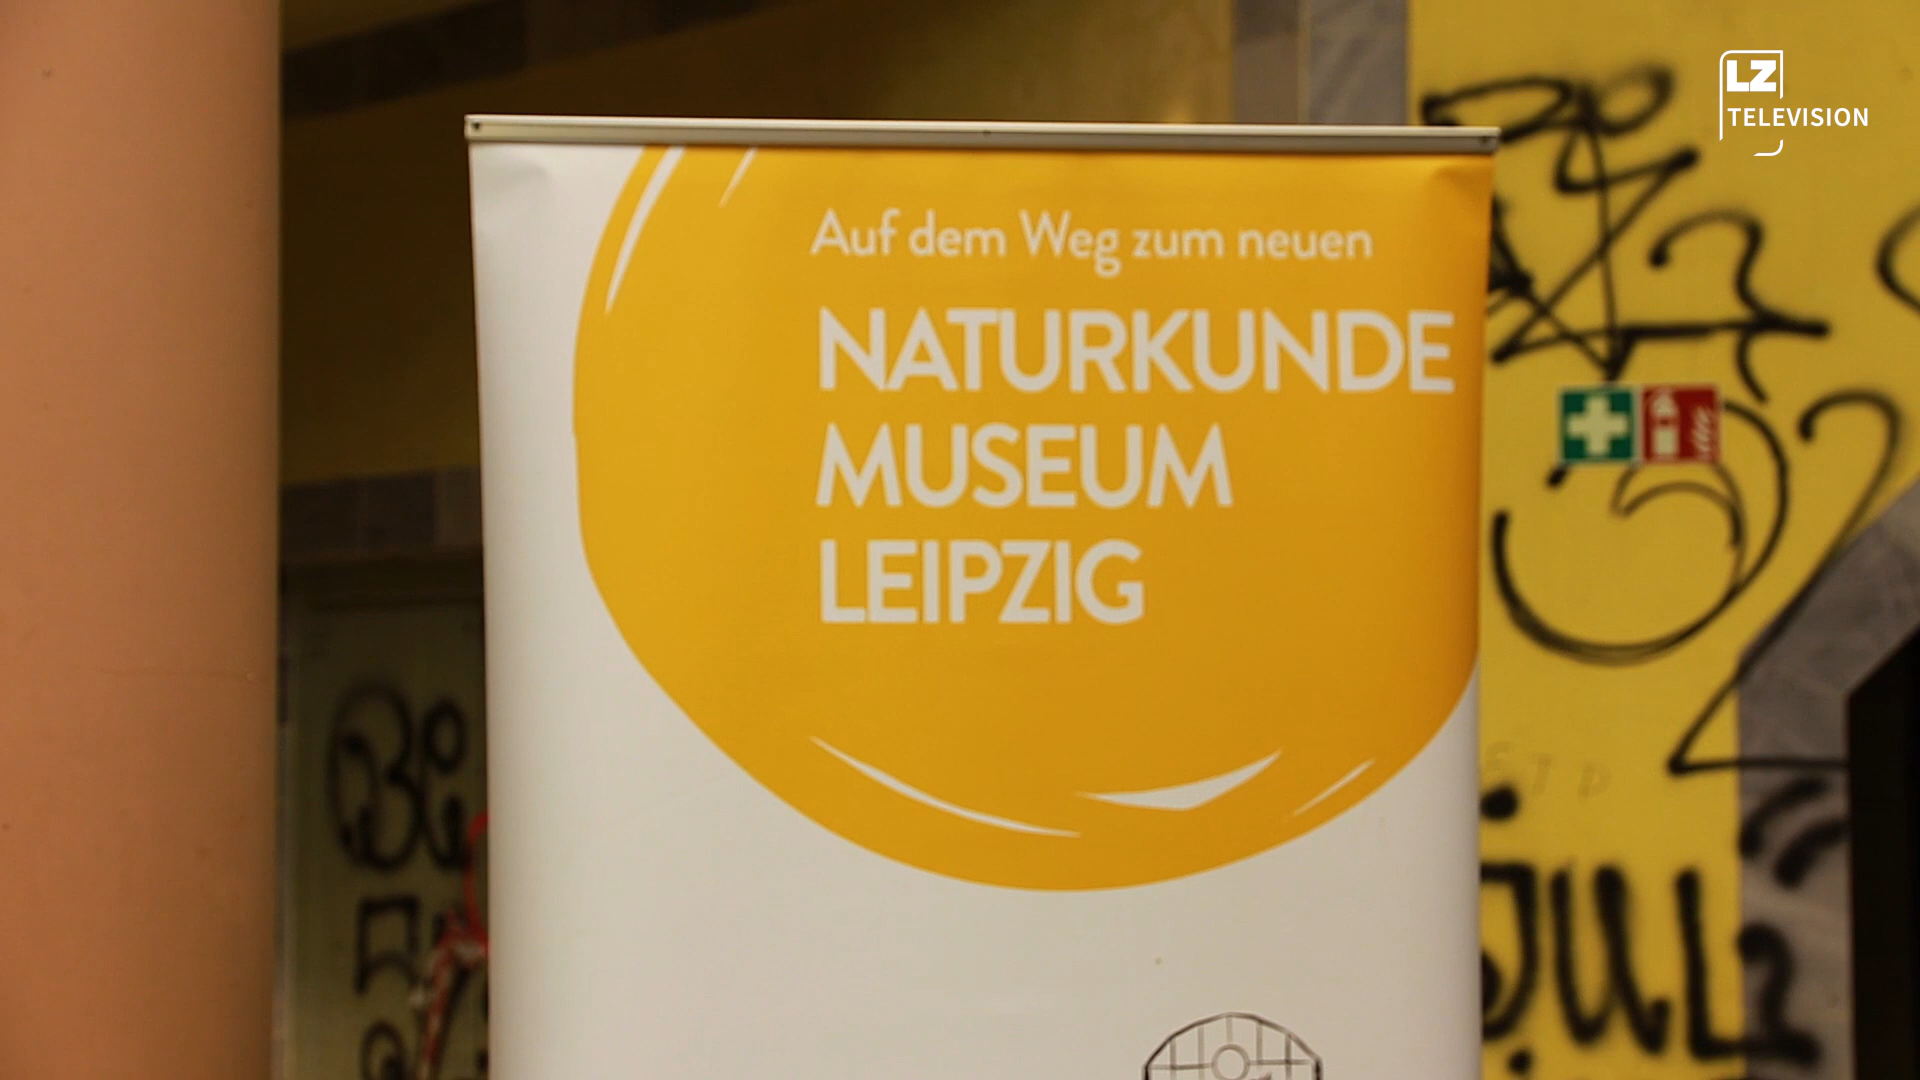 LZ
TELEVISION
Auf dem Weg zum neuen
NATURKUNDE
MUSEUM
LEIPZIG